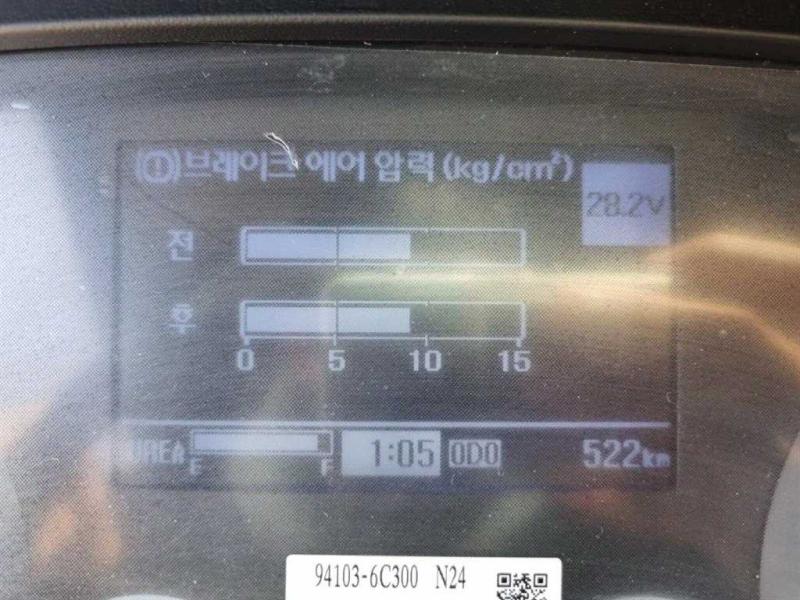 (!)브레이크 에어 압력(kg/cm²)
28.2V
전
후
0 5 10 15
UREA E F 1:05 ODO 522km
94103-6C300 N24